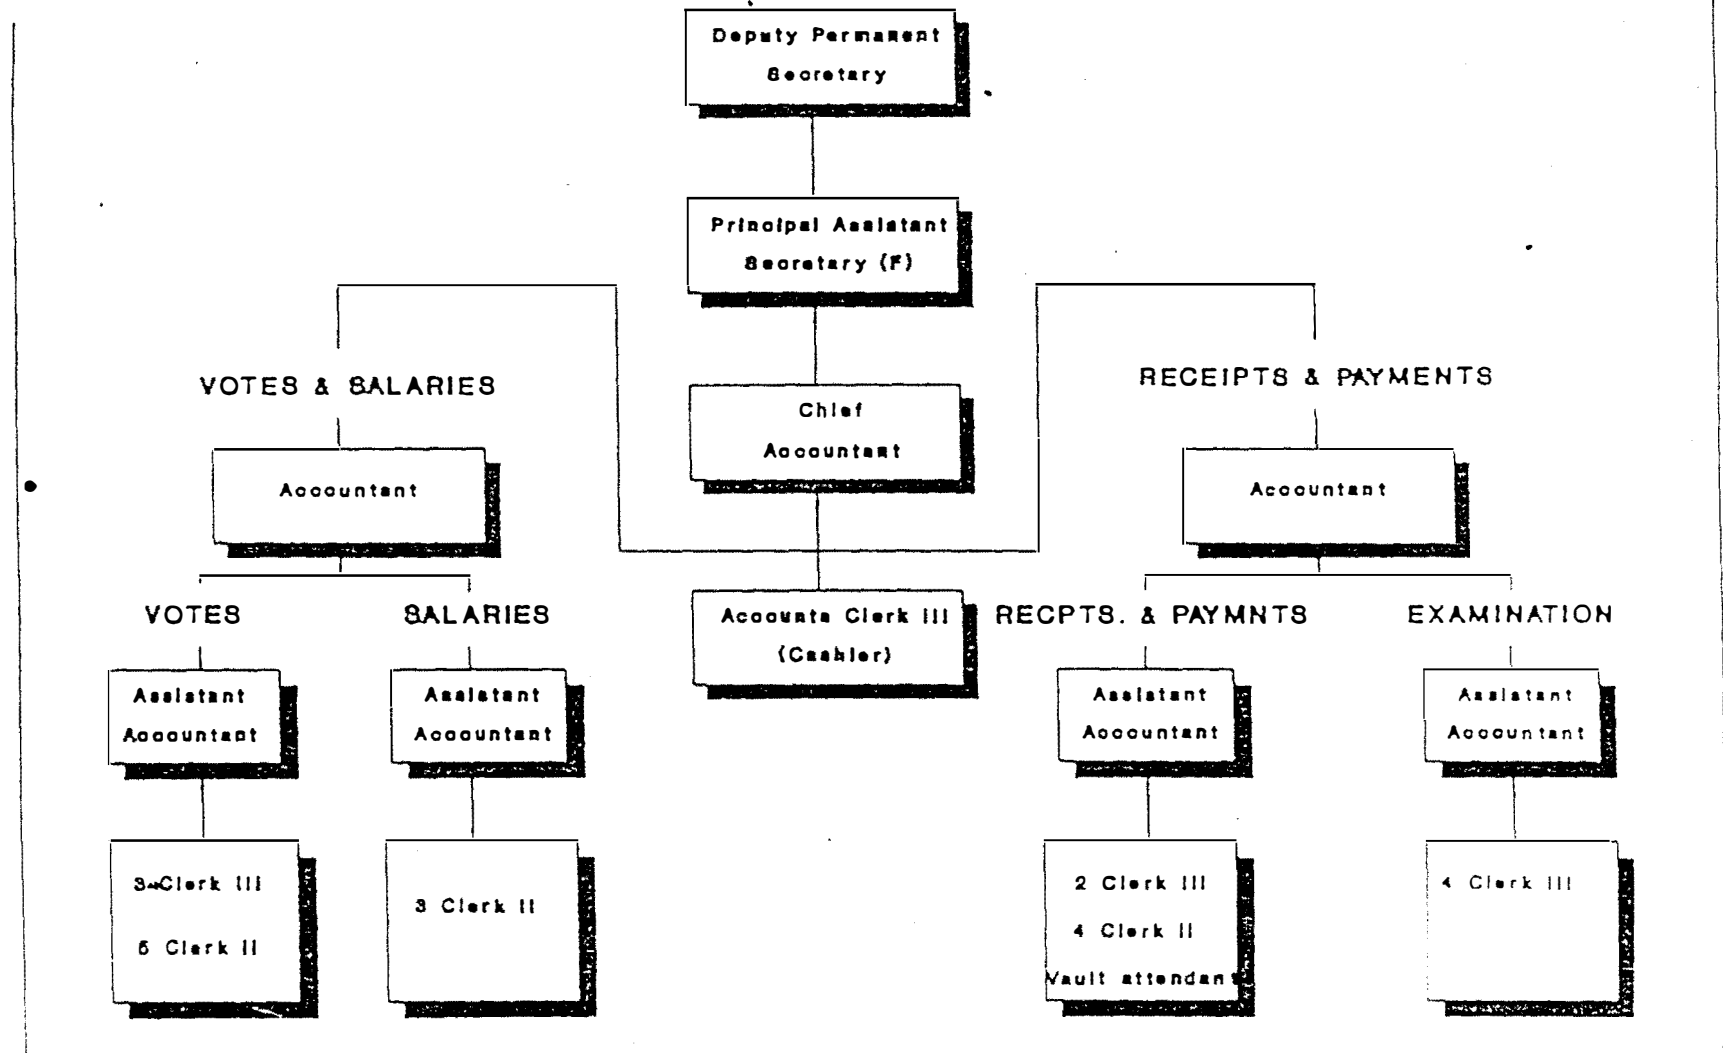 Deputy Permanent
Secretary
Principal Assistant
Secretary (F)
VOTES & SALARIES
RECEIPTS & PAYMENTS
Chief
Accountant
Accountant
Accountant
VOTES
SALARIES
Accounts Clerk III
(Cashier)
RECPTS. & PAYMNTS
EXAMINATION
Assistant
Accountant
Assistant
Accountant
Assistant
Accountant
Assistant
Accountant
3 Clerk III
5 Clerk II
3 Clerk II
2 Clerk III
4 Clerk II
Vault attendant
4 Clerk III